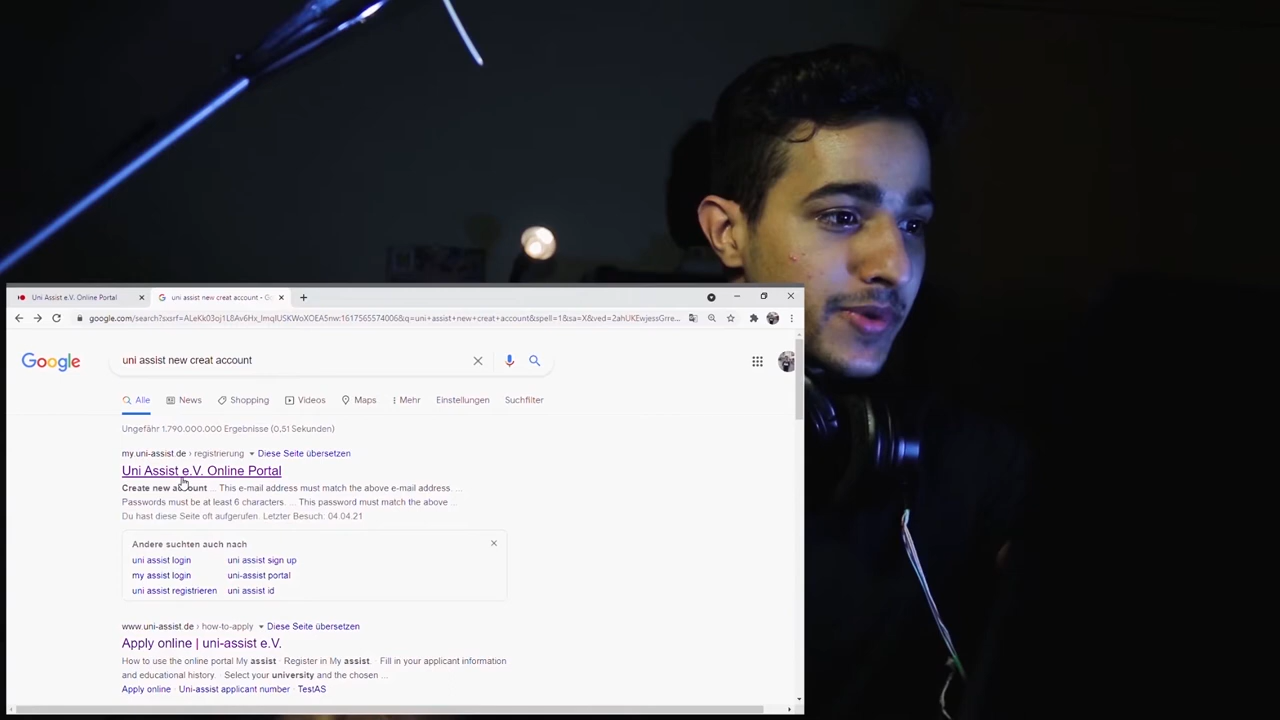 Uni Assist e.V. Online Portal
uni assist new creat account - Go
google.com/search?sxsrf=ALeKk03oj1L8Av6Hx_lmqlUSKWoXOEA5nw:1617565574006&q=uni+assist+new+creat+account&spell=1&sa=X&ved=2ahUKEwjessGrre...
Google
uni assist new creat account
Alle
News
Shopping
Videos
Maps
Mehr
Einstellungen
Suchfilter
Ungefähr 1.790.000.000 Ergebnisse (0,51 Sekunden)
my.uni-assist.de › registrierung Diese Seite übersetzen
Uni Assist e.V. Online Portal
Create new account ... This e-mail address must match the above e-mail address. ...
Passwords must be at least 6 characters. ... This password must match the above ...
Du hast diese Seite oft aufgerufen. Letzter Besuch: 04.04.21
Andere suchten auch nach
uni assist login uni assist sign up
my assist login uni-assist portal
uni assist registrieren uni assist id
www.uni-assist.de › how-to-apply Diese Seite übersetzen
Apply online | uni-assist e.V.
How to use the online portal My assist · Register in My assist. · Fill in your applicant information
and educational history. · Select your university and the chosen ...
Apply online · Uni-assist applicant number · TestAS